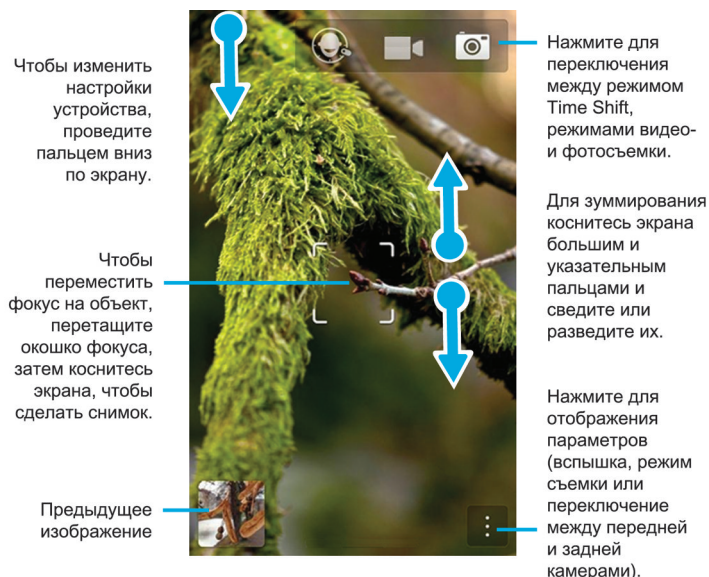 Чтобы изменить
настройки
устройства,
проведите
пальцем вниз
по экрану.
Чтобы
переместить
фокус на объект,
перетащите
окошко фокуса,
затем коснитесь
экрана, чтобы
сделать снимок.
Предыдущее
изображение
Нажмите для
переключения
между режимом
Time Shift,
режимами видео-
и фотосъемки.
Для зуммирования
коснитесь экрана
большим и
указательным
пальцами и
сведите или
разведите их.
Нажмите для
отображения
параметров
(вспышка, режим
съемки или
переключение
между передней
и задней
камерами).